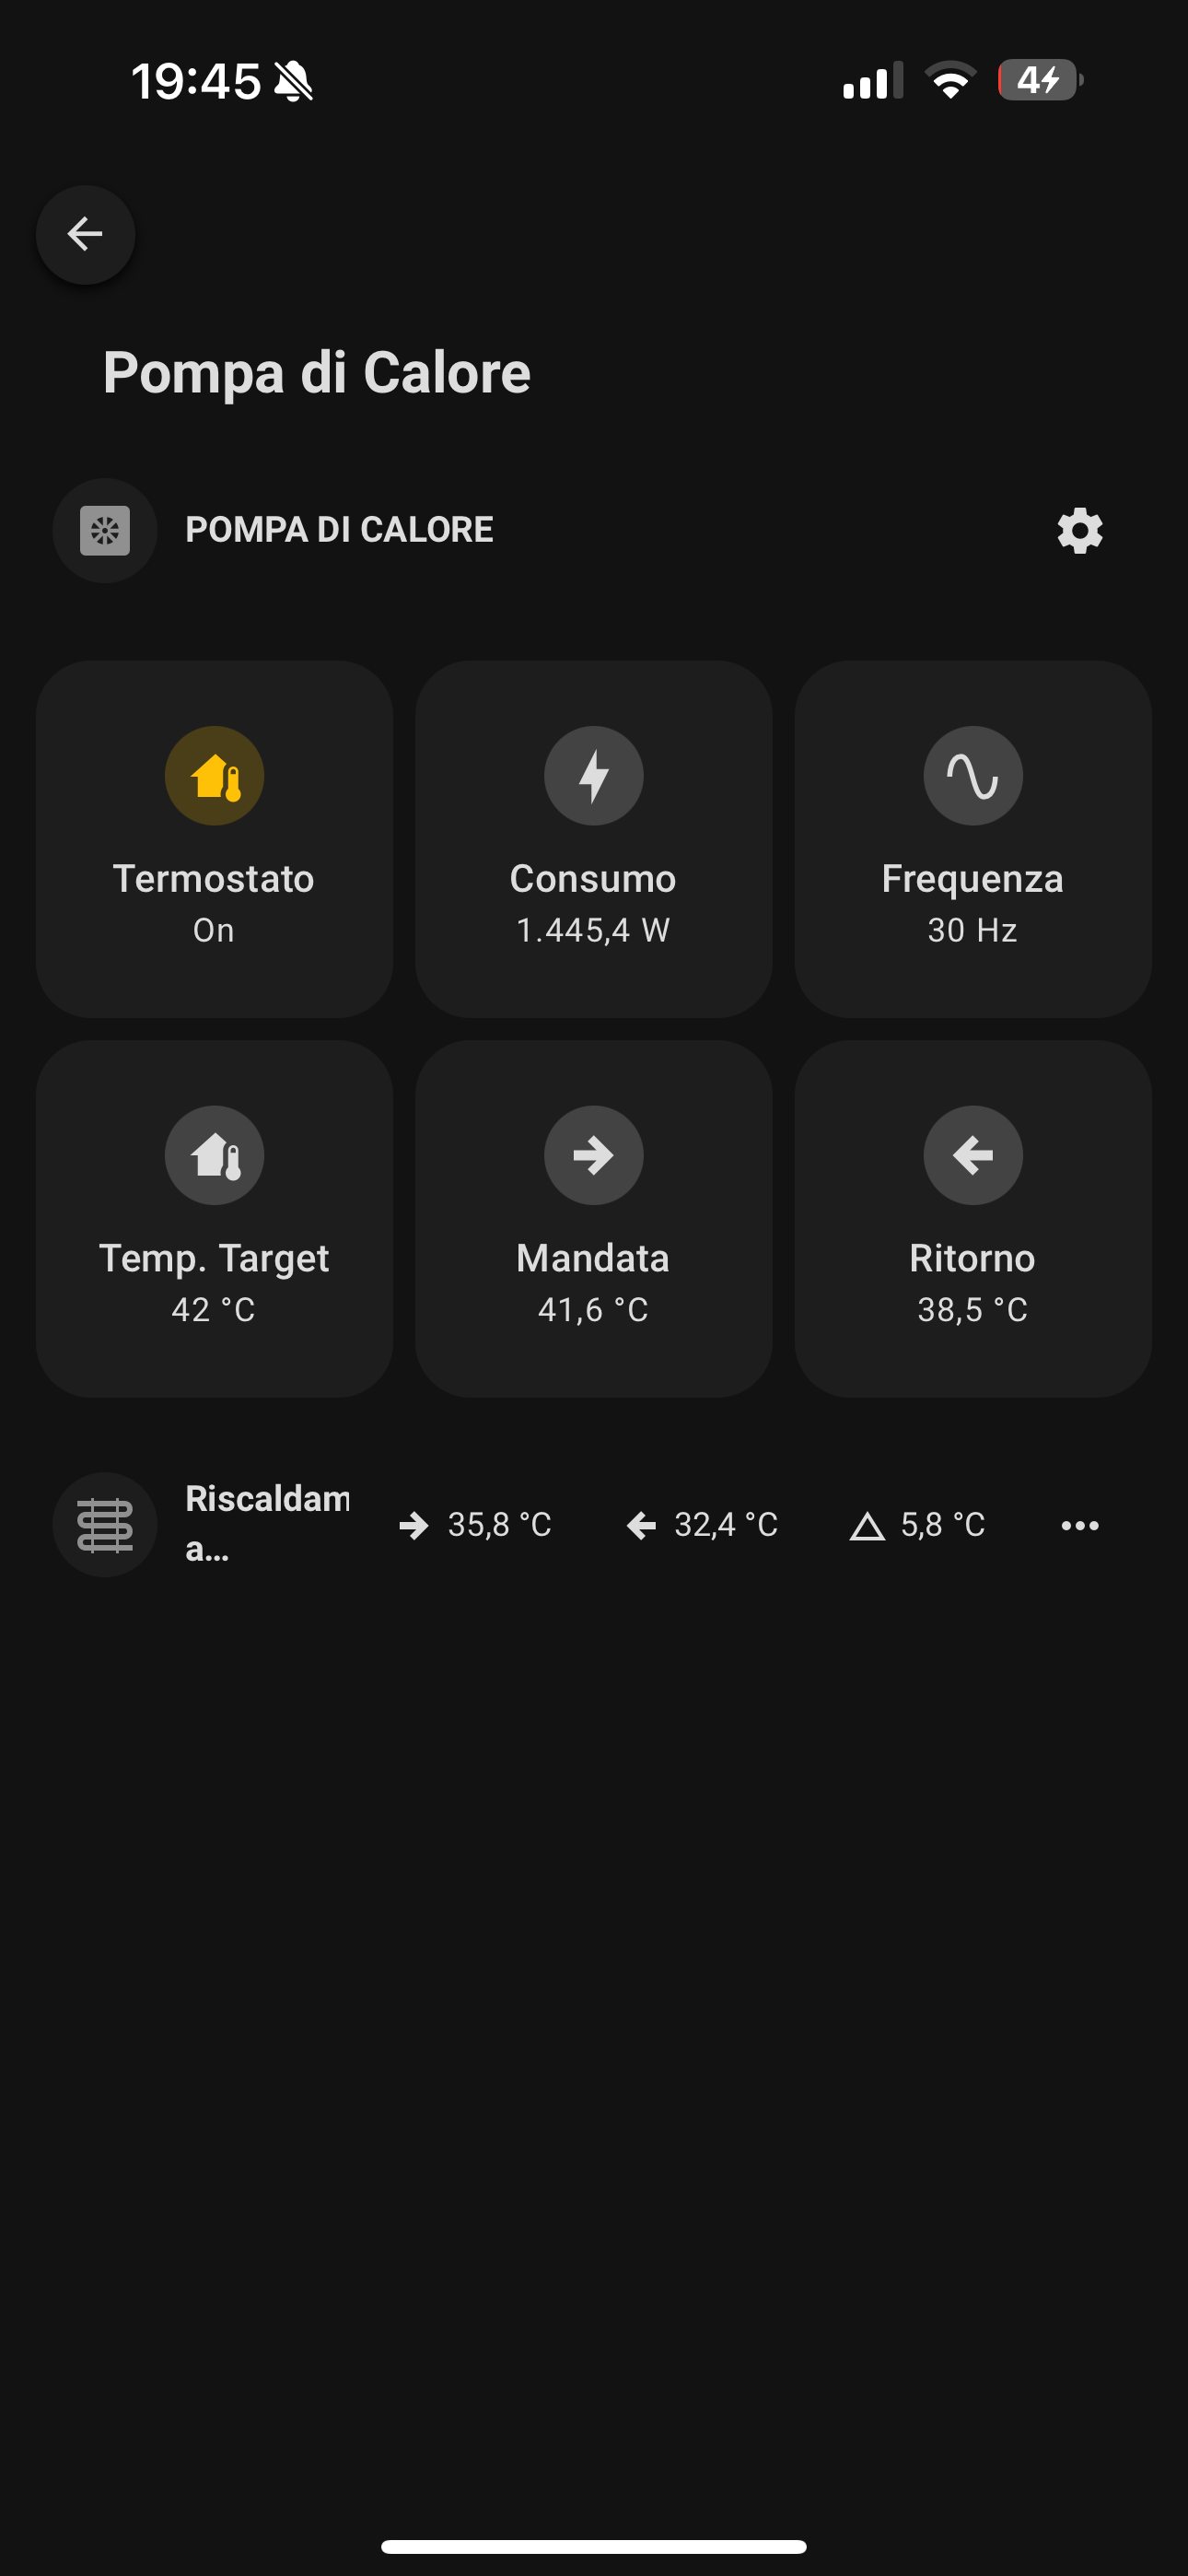 19:45
4
Pompa di Calore
POMPA DI CALORE
Termostato
On
Consumo
1.445,4 W
Frequenza
30 Hz
Temp. Target
42 °C
Mandata
41,6 °C
Ritorno
38,5 °C
Riscaldam
a…
35,8 °C
32,4 °C
5,8 °C